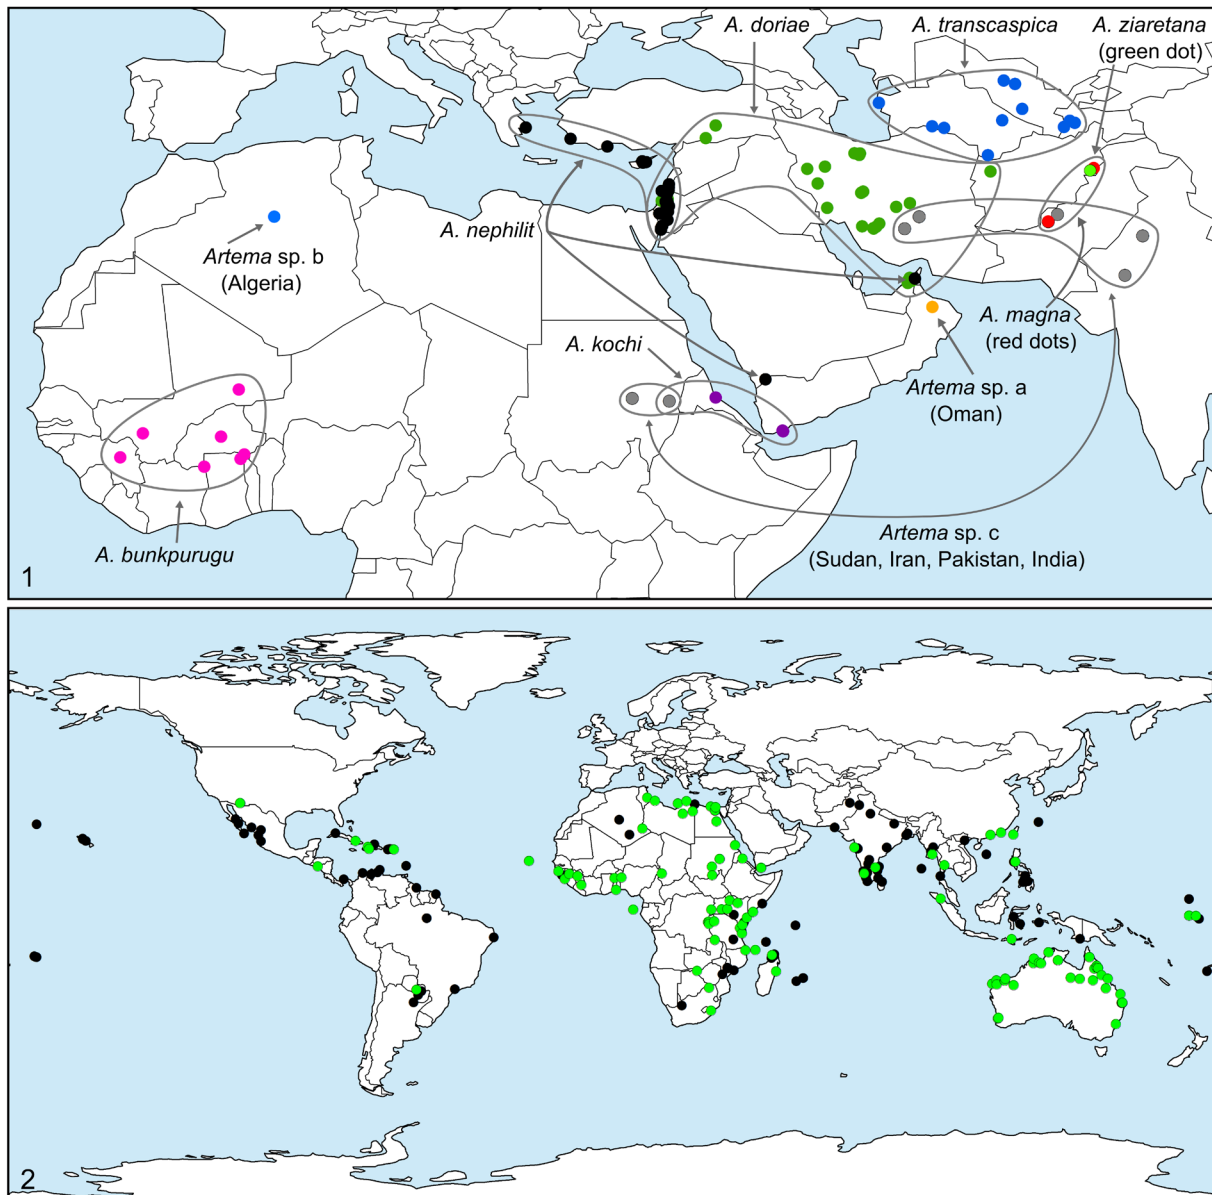 A. doriae
A. transcaspica
A. ziaretana
(green dot)
A. nephilit
Artema sp. b
(Algeria)
A. kochi
A. magna
(red dots)
Artema sp. a
(Oman)
Artema sp. c
(Sudan, Iran, Pakistan, India)
A. bunkpurugu
1
2